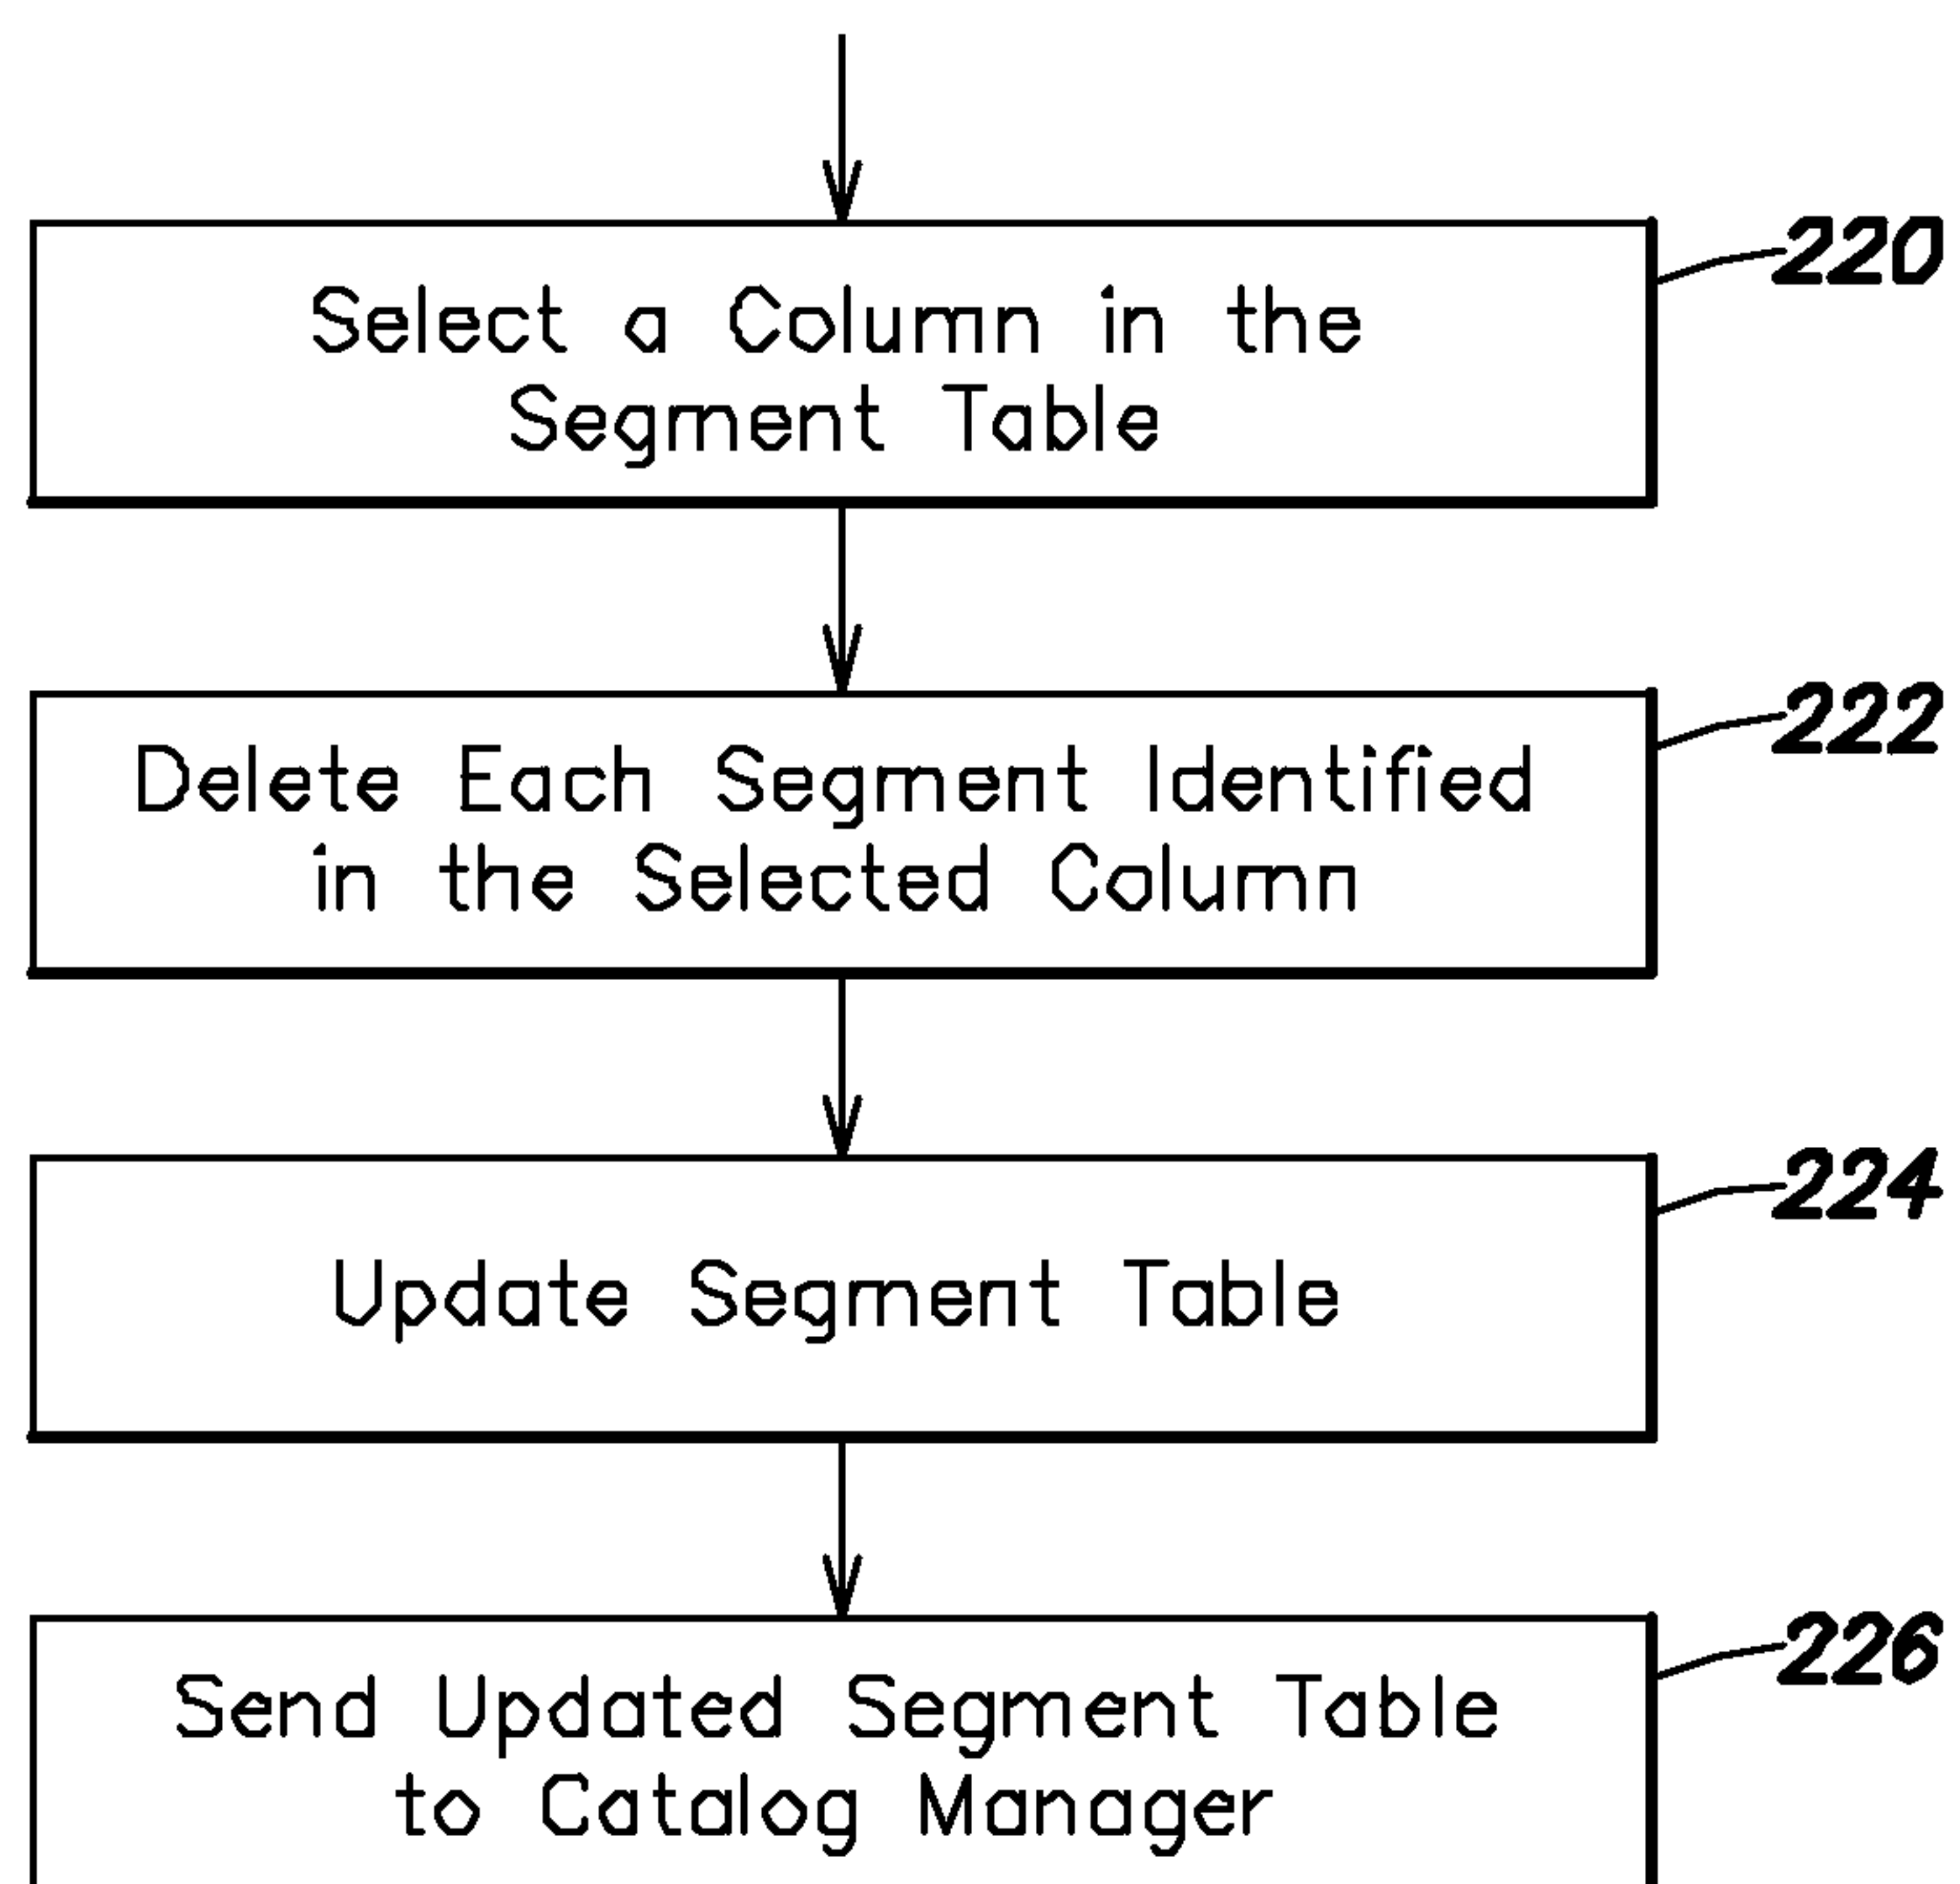 220
Select a Column in the
Segment Table
222
Delete Each Segment Identified
in the Selected Column
224
Update Segment Table
226
Send Updated Segment Table
to Catalog Manager